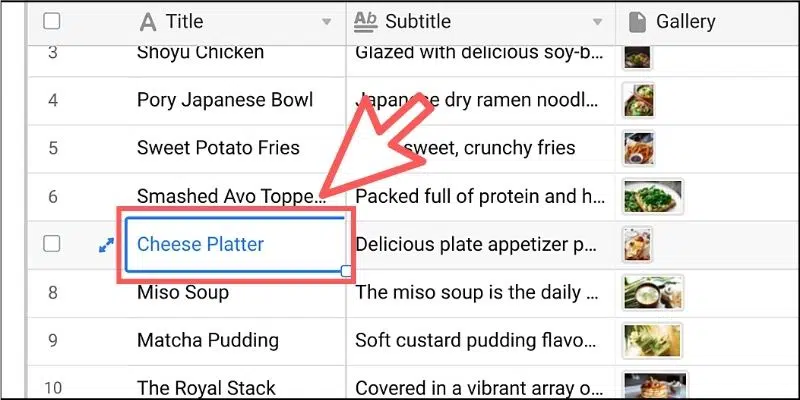 A Title Ab Subtitle Gallery
3 Shoyu Chicken Glazed with delicious soy-b...
4 Pory Japanese Bowl Japanese dry ramen noodl...
5 Sweet Potato Fries sweet, crunchy fries
6 Smashed Avo Toppe... Packed full of protein and h...
Cheese Platter Delicious plate appetizer p...
8 Miso Soup The miso soup is the daily ...
9 Matcha Pudding Soft custard pudding flavo...
10 The Royal Stack Covered in a vibrant array o...